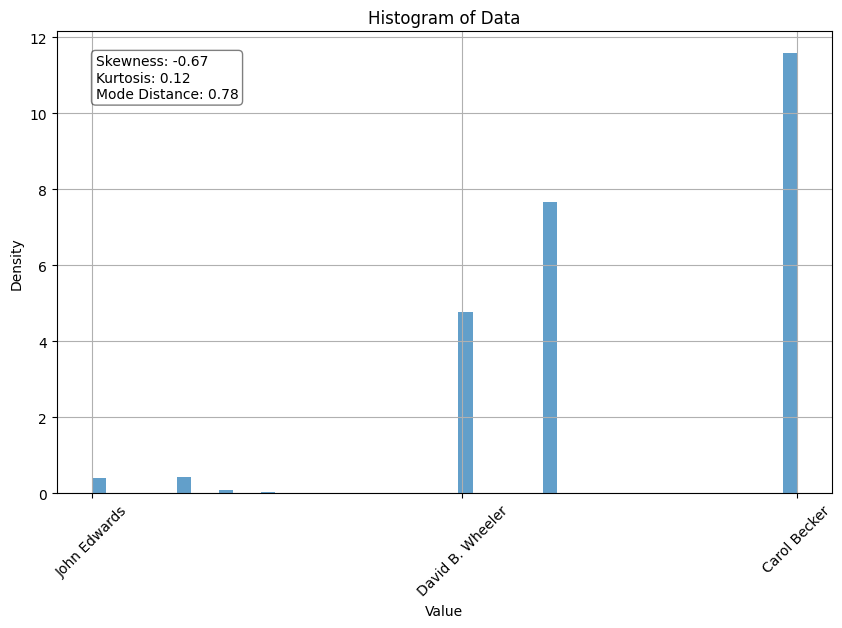 Histogram of Data
Skewness: -0.67
Kurtosis: 0.12
Mode Distance: 0.78
Density
12
10
8
6
4
2
0
John Edwards
David B. Wheeler
Carol Becker
Value